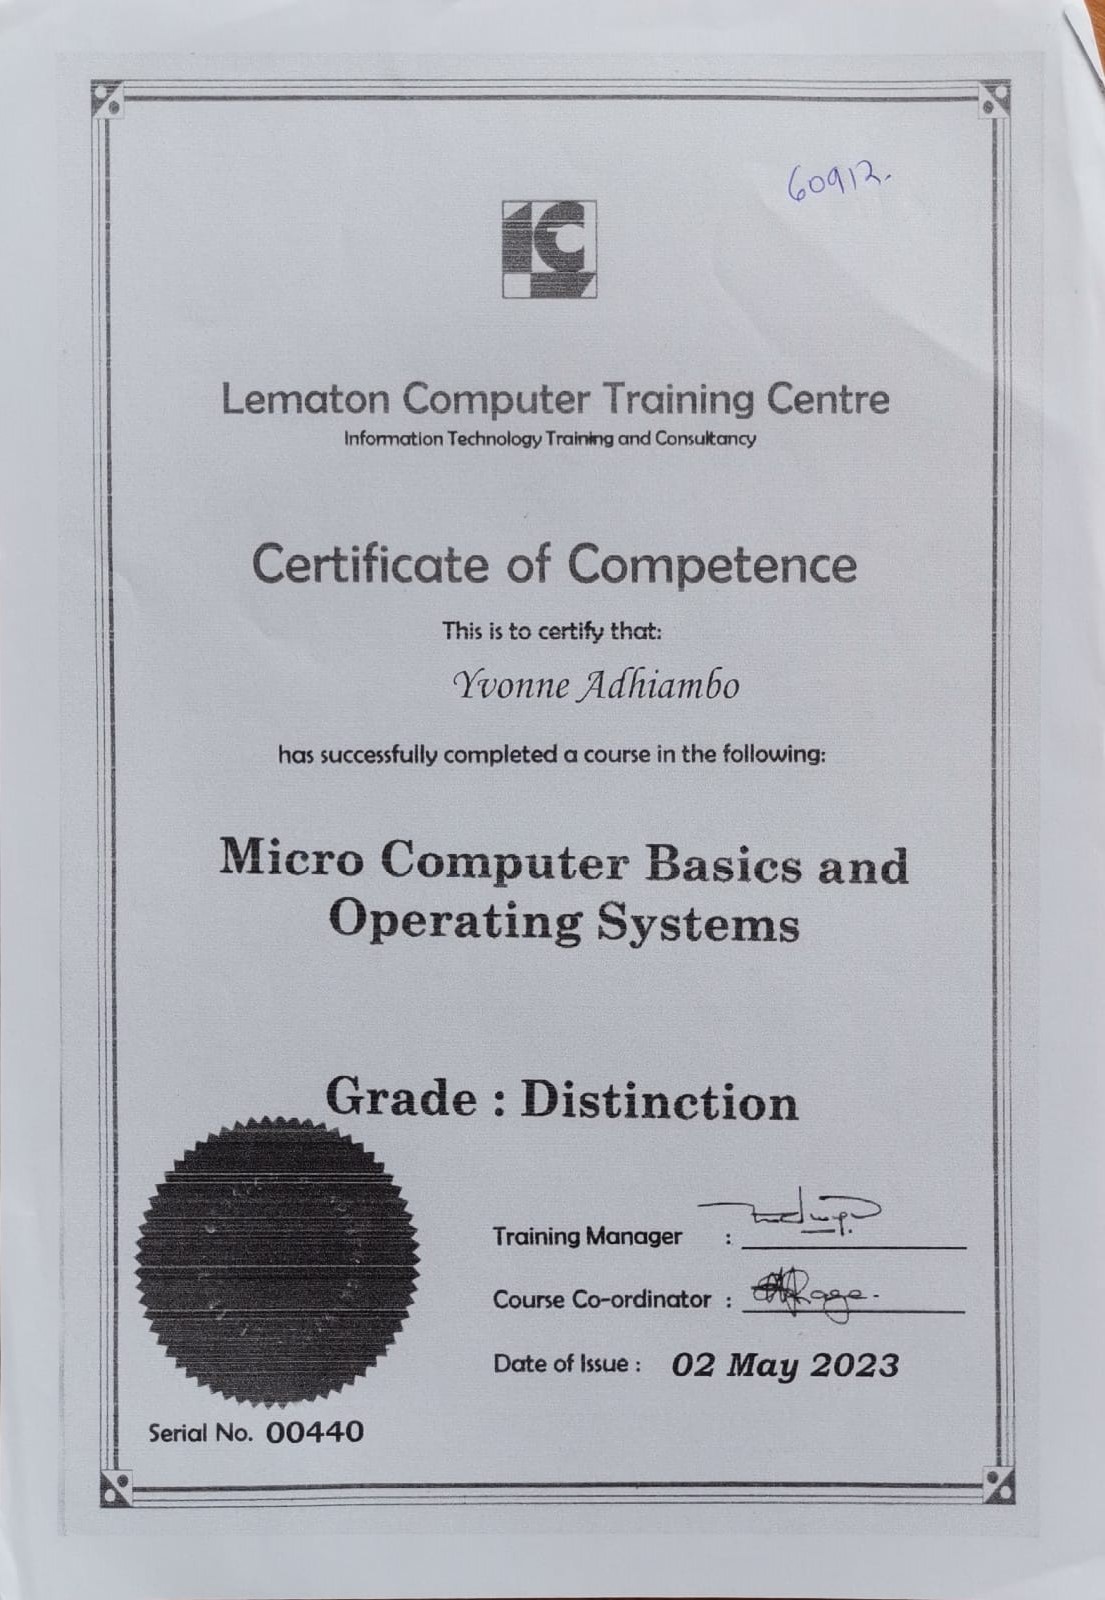 60912.
Lematon Computer Training Centre
Information Technology Training and Consultancy
Certificate of Competence
This is to certify that:
Yvonne Adhiambo
has successfully completed a course in the following:
Micro Computer Basics and
Operating Systems
Grade : Distinction
Training Manager :
Course Co-ordinator :
Date of Issue : 02 May 2023
Serial No. 00440